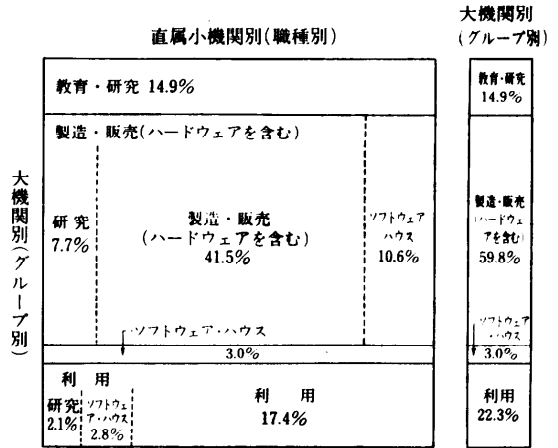 直属小機関別(職種別)
大機関別
(グループ別)
大機関別(グループ別)
教育・研究 14.9%
製造・販売(ハードウェアを含む)
研究
7.7%
製造・販売
(ハードウェアを含む)
41.5%
ソフトウェア
ハウス
10.6%
ソフトウェア・ハウス
3.0%
利用
研究
2.1%
ソフトウェ
ア・ハウス
2.8%
利用
17.4%
教育・研究
14.9%
製造・販売
(ハードウェ
アを含む)
59.8%
ソフトウェア
・ハウス
3.0%
利用
22.3%